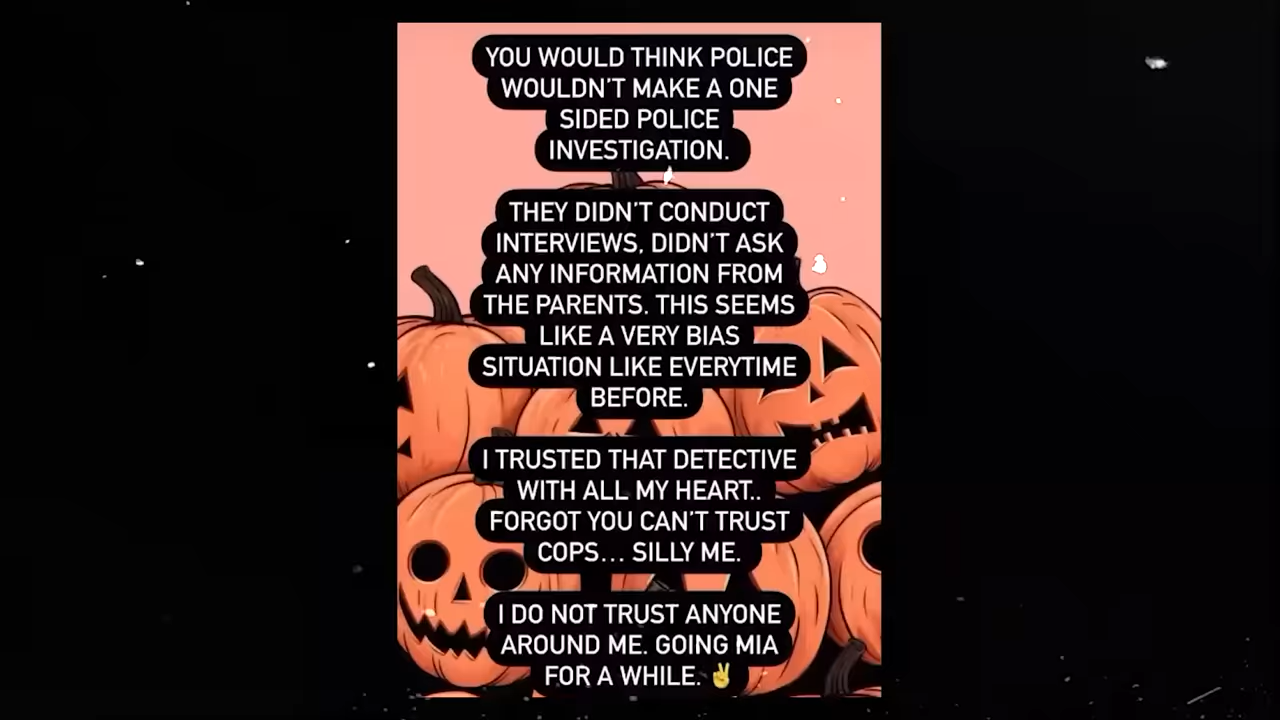 YOU WOULD THINK POLICE
WOULDN'T MAKE A ONE
SIDED POLICE
INVESTIGATION.
THEY DIDN'T CONDUCT
INTERVIEWS, DIDN'T ASK
ANY INFORMATION FROM
THE PARENTS. THIS SEEMS
LIKE A VERY BIAS
SITUATION LIKE EVERYTIME
BEFORE.
I TRUSTED THAT DETECTIVE
WITH ALL MY HEART..
FORGOT YOU CAN'T TRUST
COPS... SILLY ME.
I DO NOT TRUST ANYONE
AROUND ME. GOING MIA
FOR A WHILE. ✌️